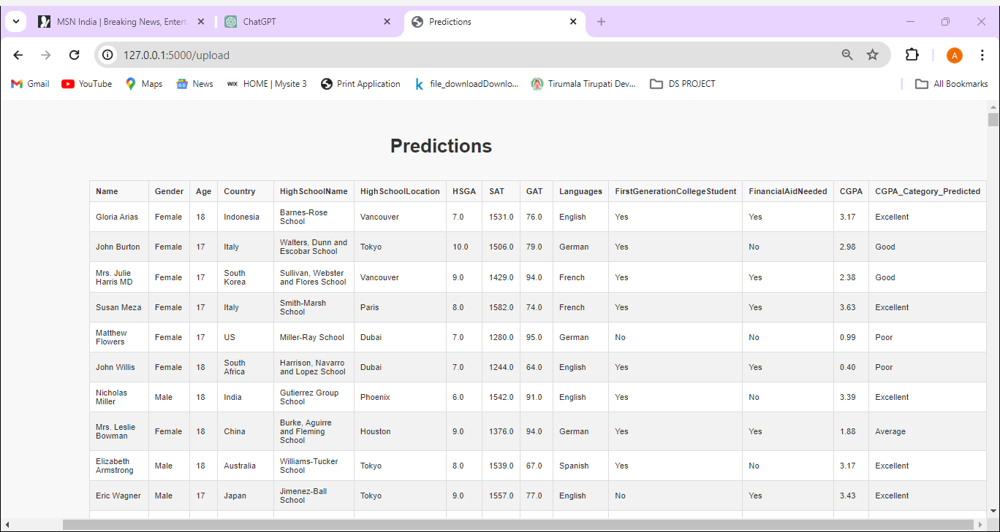 MSN India | Breaking News, Entert
ChatGPT
Predictions
127.0.0.1:5000/upload
A
Gmail YouTube Maps News HOME | Mysite 3 Print Application file_downloadDownlo... Tirumala Tirupati Dev... DS PROJECT All Bookmarks
Predictions
Name Gender Age Country HighSchoolName HighSchoolLocation HSGA SAT GAT Languages FirstGenerationCollegeStudent FinancialAidNeeded CGPA CGPA_Category_Predicted
Gloria Arias Female 18 Indonesia Barnes-Rose School Vancouver 7.0 1531.0 76.0 English Yes Yes 3.17 Excellent
John Burton Female 17 Italy Walters, Dunn and Escobar School Tokyo 10.0 1506.0 79.0 German Yes No 2.98 Good
Mrs. Julie Harris MD Female 17 South Korea Sullivan, Webster and Flores School Vancouver 9.0 1429.0 94.0 French Yes Yes 2.38 Good
Susan Meza Female 17 Italy Smith-Marsh School Paris 8.0 1582.0 74.0 French Yes Yes 3.63 Excellent
Matthew Flowers Female 17 US Miller-Ray School Dubai 7.0 1280.0 95.0 German No No 0.99 Poor
John Willis Female 18 South Africa Harrison, Navarro and Lopez School Dubai 7.0 1244.0 64.0 English Yes Yes 0.40 Poor
Nicholas Miller Male 18 India Gutierrez Group School Phoenix 6.0 1542.0 91.0 English Yes No 3.39 Excellent
Mrs. Leslie Bowman Female 18 China Burke, Aguirre and Fleming School Houston 9.0 1376.0 94.0 German Yes Yes 1.88 Average
Elizabeth Armstrong Male 18 Australia Williams-Tucker School Tokyo 8.0 1539.0 67.0 Spanish Yes No 3.17 Excellent
Eric Wagner Male 17 Japan Jimenez-Ball School Tokyo 9.0 1557.0 77.0 English No Yes 3.43 Excellent